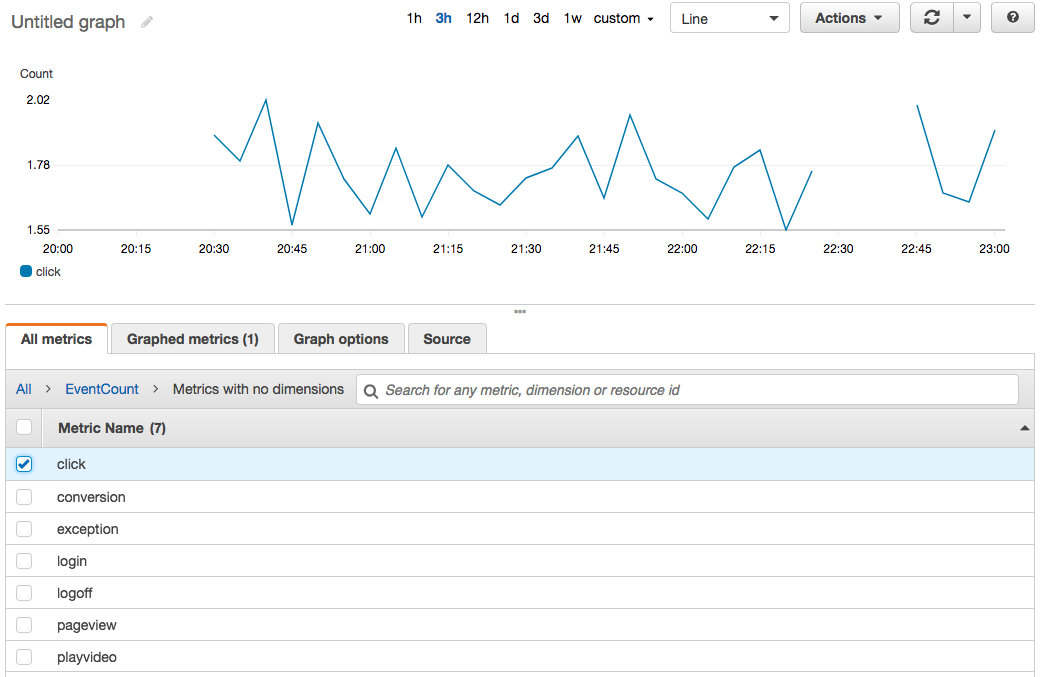 Untitled graph 1h 3h 12h 1d 3d 1w custom Line Actions
Count
2.02
1.78
1.55
20:00 20:15 20:30 20:45 21:00 21:15 21:30 21:45 22:00 22:15 22:30 22:45 23:00
click
All metrics Graphed metrics (1) Graph options Source
All > EventCount > Metrics with no dimensions Search for any metric, dimension or resource id
Metric Name (7)
click
conversion
exception
login
logoff
pageview
playvideo